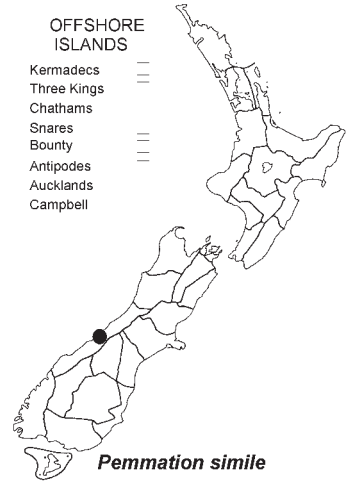 OFFSHORE
ISLANDS
Kermadecs
Three Kings
Chathams
Snares
Bounty
Antipodes
Aucklands
Campbell
Pemmation simile